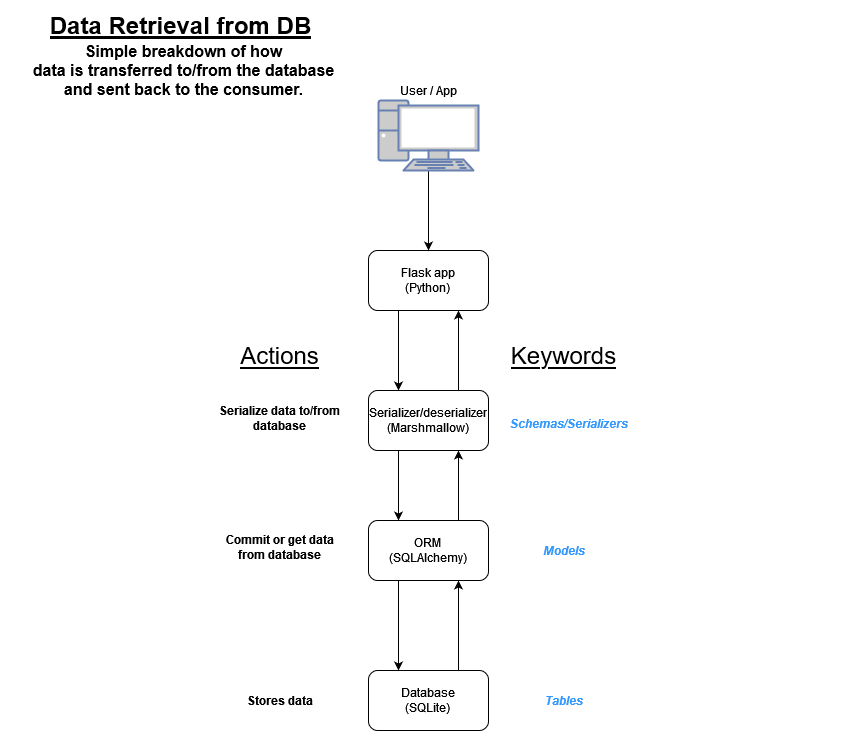 Data Retrieval from DB
Simple breakdown of how
data is transferred to/from the database
and sent back to the consumer.
User / App
Flask app
(Python)
Actions
Keywords
Serialize data to/from
database
Serializer/deserializer
(Marshmallow)
Schemas/Serializers
Commit or get data
from database
ORM
(SQLAlchemy)
Models
Stores data
Database
(SQLite)
Tables